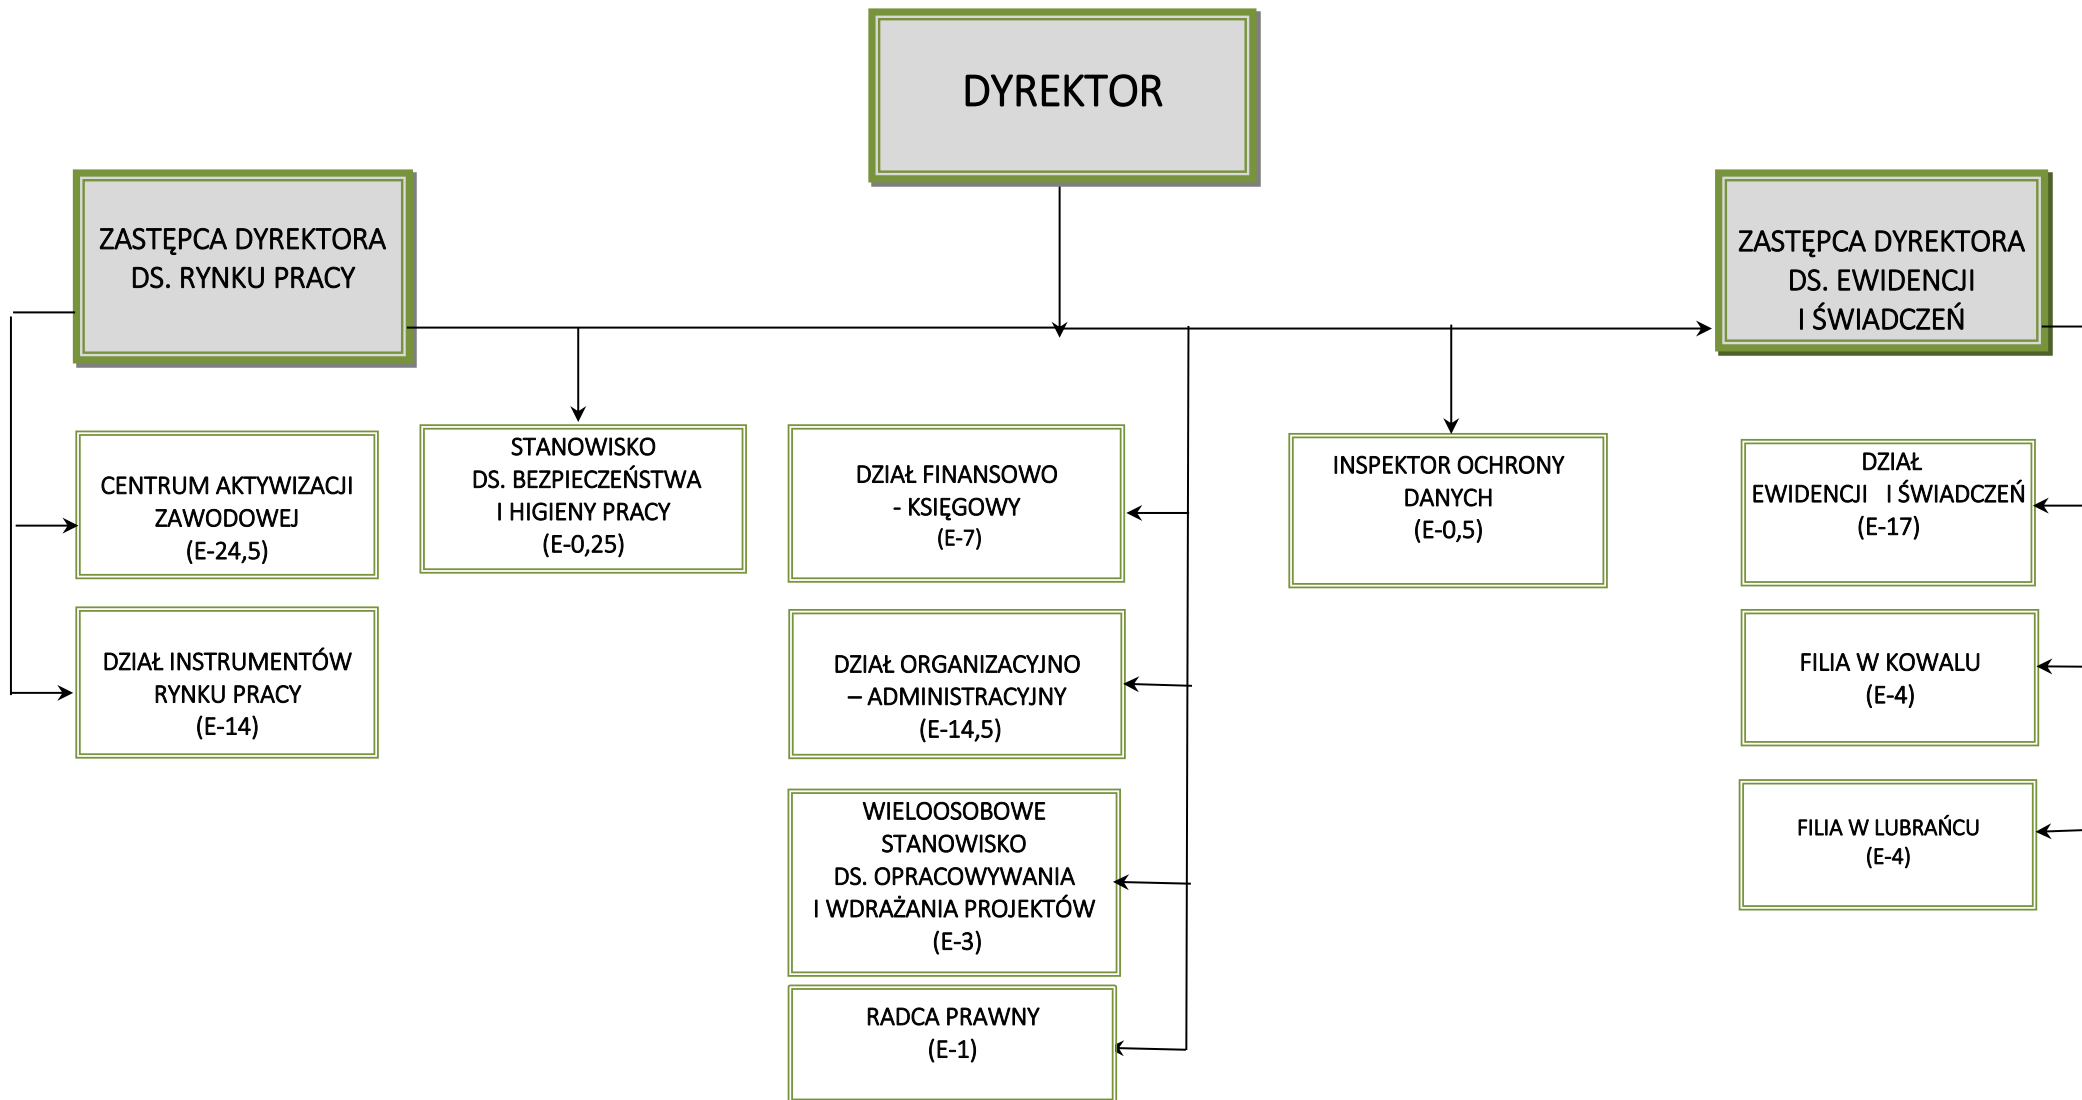 DYREKTOR
ZASTĘPCA DYREKTORA
DS. RYNKU PRACY
ZASTĘPCA DYREKTORA
DS. EWIDENCJI
I ŚWIADCZEŃ
CENTRUM AKTYWIZACJI
ZAWODOWEJ
(E-24,5)
STANOWISKO
DS. BEZPIECZEŃSTWA
I HIGIENY PRACY
(E-0,25)
DZIAŁ FINANSOWO
- KSIĘGOWY
(E-7)
INSPEKTOR OCHRONY
DANYCH
(E-0,5)
DZIAŁ
EWIDENCJI I ŚWIADCZEŃ
(E-17)
DZIAŁ INSTRUMENTÓW
RYNKU PRACY
(E-14)
DZIAŁ ORGANIZACYJNO
– ADMINISTRACYJNY
(E-14,5)
FILIA W KOWALU
(E-4)
WIELOOSOBOWE
STANOWISKO
DS. OPRACOWYWANIA
I WDRAŻANIA PROJEKTÓW
(E-3)
FILIA W LUBRAŃCU
(E-4)
RADCA PRAWNY
(E-1)